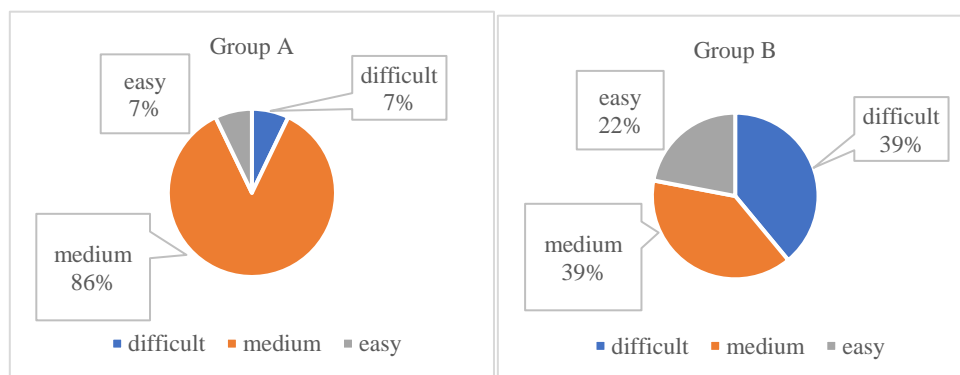 Group A
easy
7%
difficult
7%
medium
86%
difficult medium easy
Group B
easy
22%
difficult
39%
medium
39%
difficult medium easy